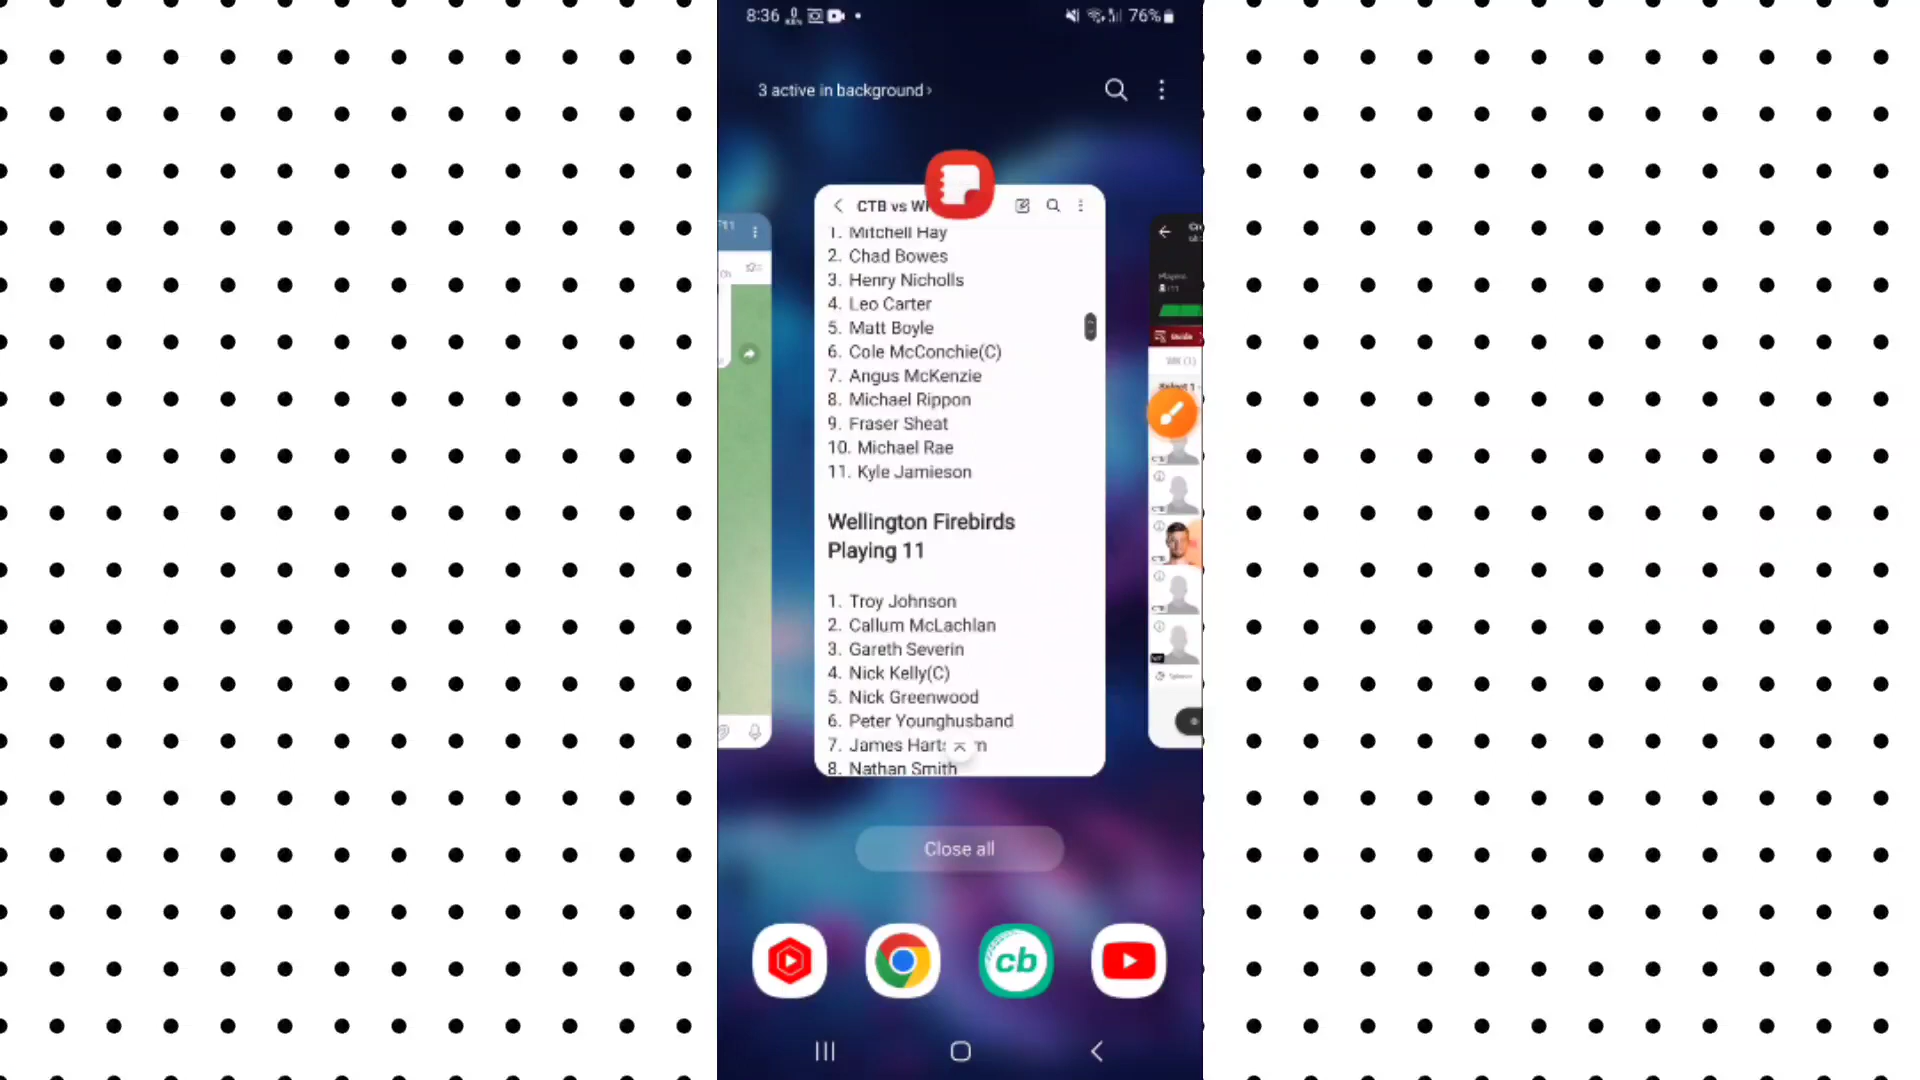 8:36
76%
3 active in background
CTB vs W
1. Mitchell Hay
2. Chad Bowes
3. Henry Nicholls
4. Leo Carter
5. Matt Boyle
6. Cole McConchie(C)
7. Angus McKenzie
8. Michael Rippon
9. Fraser Sheat
10. Michael Rae
11. Kyle Jamieson
Wellington Firebirds
Playing 11
1. Troy Johnson
2. Callum McLachlan
3. Gareth Severin
4. Nick Kelly(C)
5. Nick Greenwood
6. Peter Younghusband
7. James Hart
8. Nathan Smith
Guide
Close all
cb